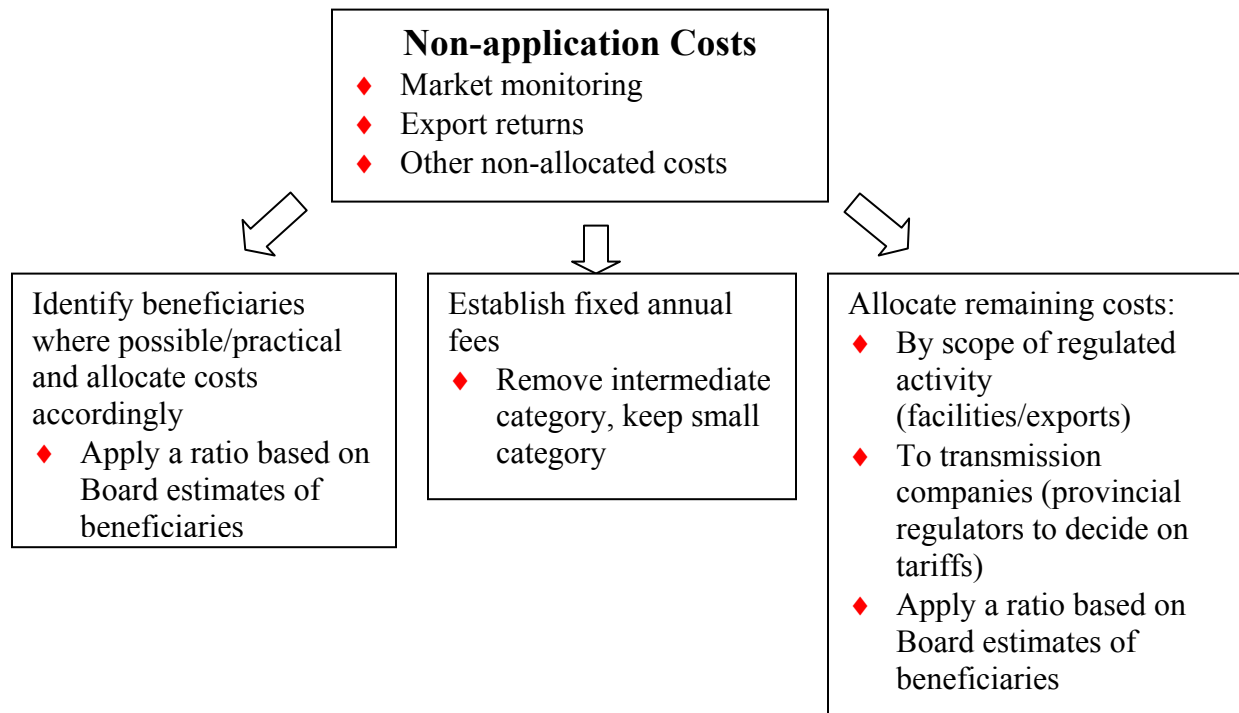 Non-application Costs
♦ Market monitoring
♦ Export returns
♦ Other non-allocated costs
Identify beneficiaries
where possible/practical
and allocate costs
accordingly
♦ Apply a ratio based on
Board estimates of
beneficiaries
Establish fixed annual
fees
♦ Remove intermediate
category, keep small
category
Allocate remaining costs:
♦ By scope of regulated
activity
(facilities/exports)
♦ To transmission
companies (provincial
regulators to decide on
tariffs)
♦ Apply a ratio based on
Board estimates of
beneficiaries